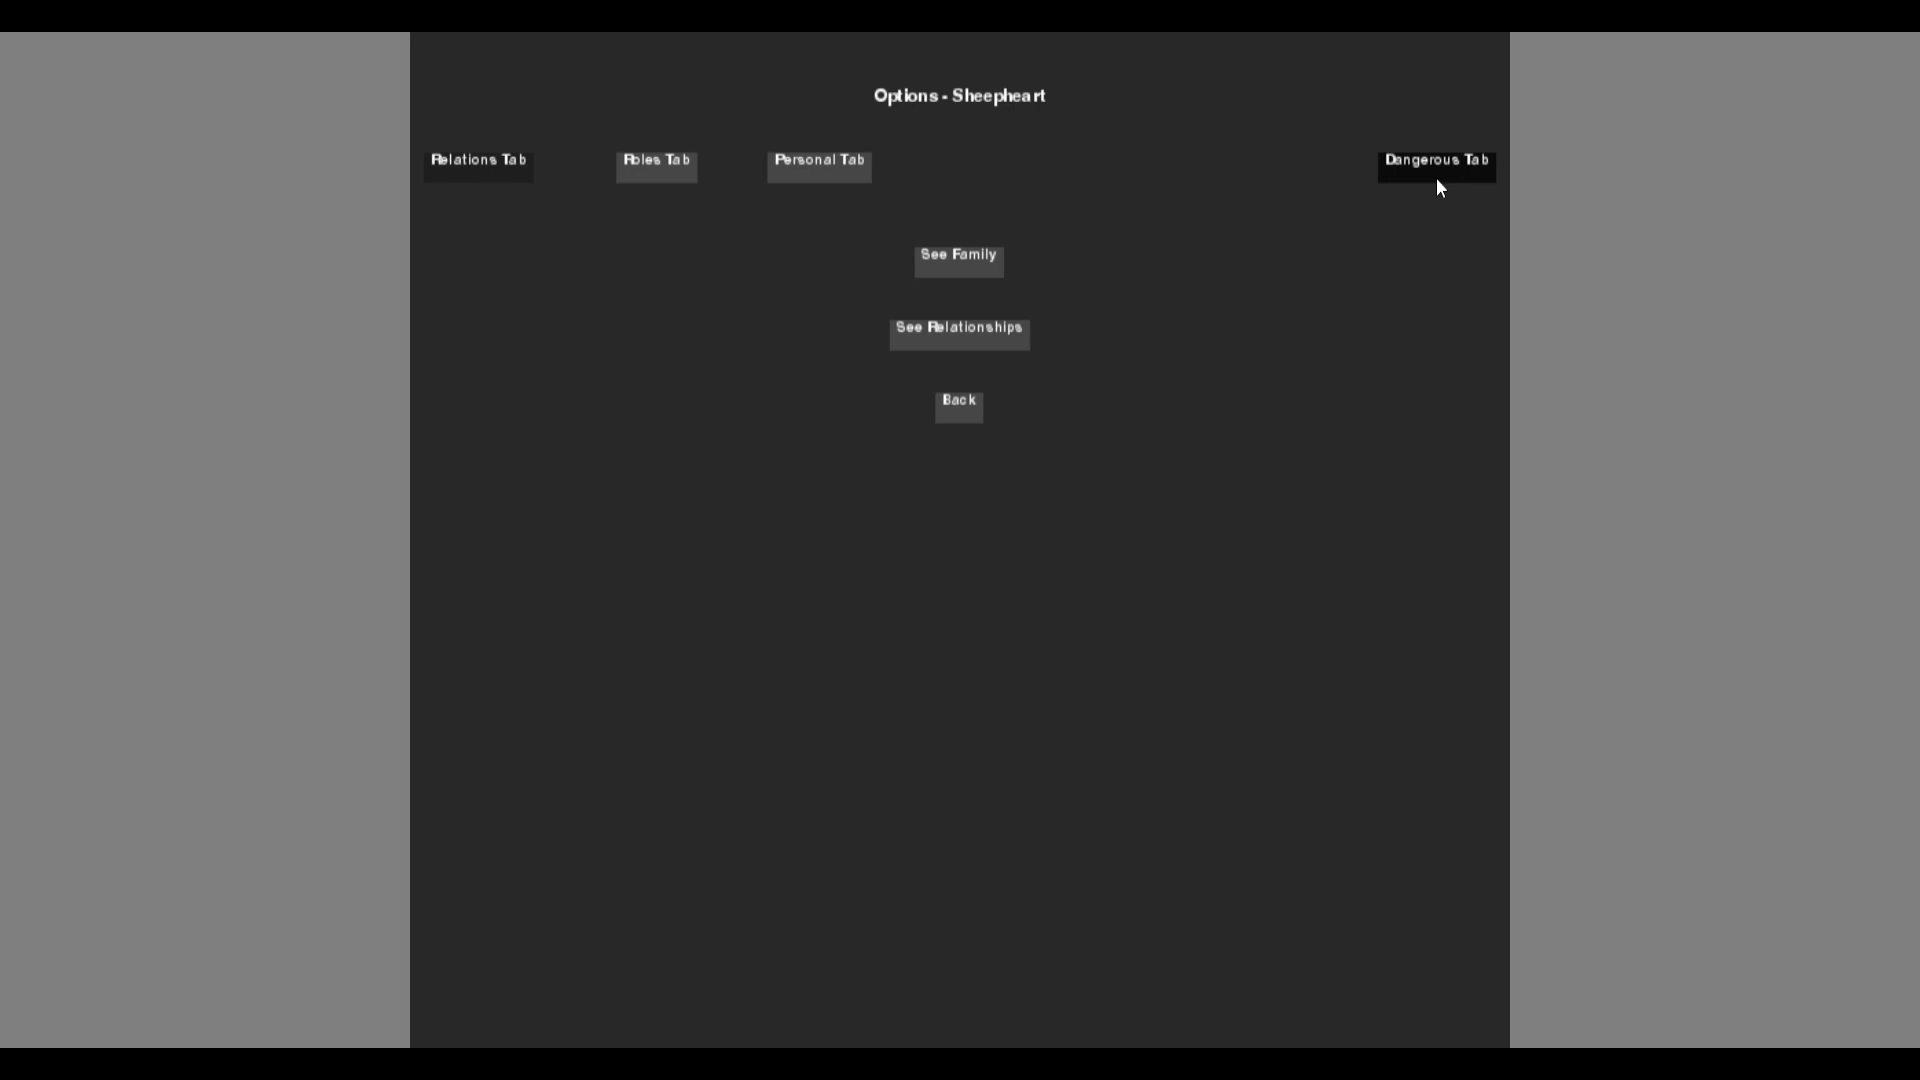 Options - Sheepheart
Relations Tab
Roles Tab
Personal Tab
Dangerous Tab
See Family
See Relationships
Back